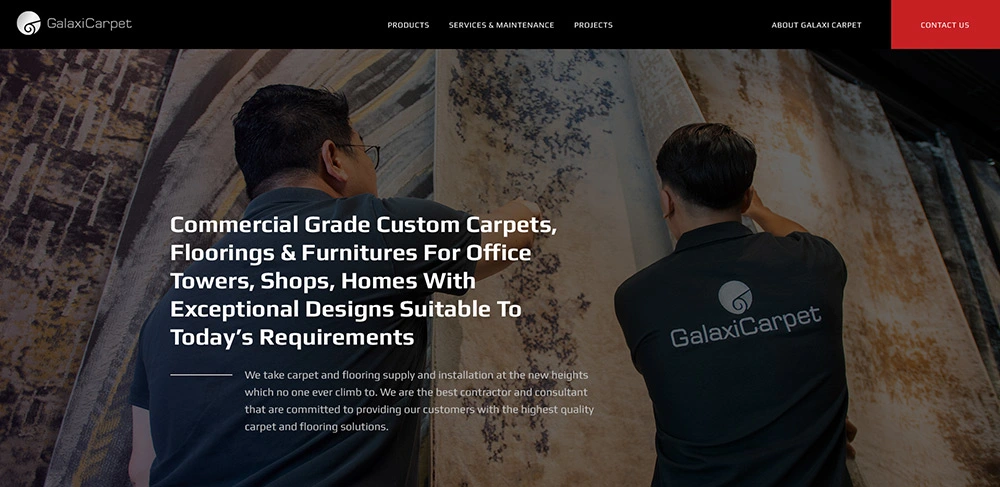 GalaxiCarpet
PRODUCTS
SERVICES & MAINTENANCE
PROJECTS
ABOUT GALAXI CARPET
CONTACT US
Commercial Grade Custom Carpets,
Floorings & Furnitures For Office
Towers, Shops, Homes With
Exceptional Designs Suitable To
Today’s Requirements
We take carpet and flooring supply and installation at the new heights
which no one ever climb to. We are the best contractor and consultant
that are committed to providing our customers with the highest quality
carpet and flooring solutions.
GalaxiCarpet